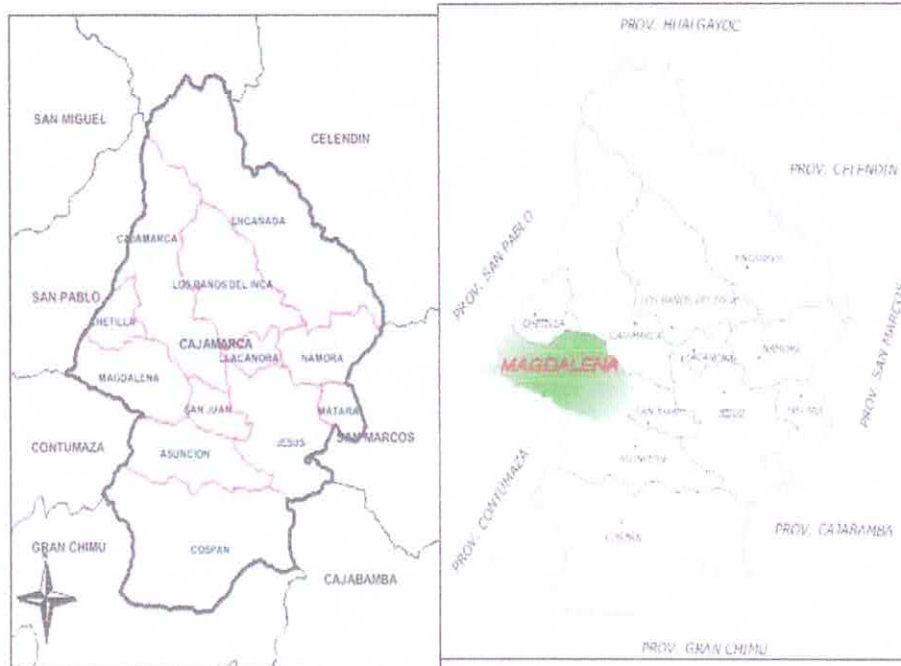 SAN MIGUEL
CELENDIN
ENCAÑADA
CAJAMARCA
LOS BAÑOS DEL INCA
SAN PABLO
CHETILLA
CAJAMARCA
LLACANORA
NAMORA
MAGDALENA
SAN JUAN
MATARA
CONTUMAZA
JESUS
SAN MARCOS
ASUNCION
GRAN CHIMU
COSPAN
CAJABAMBA
PROV. HUALGAYOC
PROV. CELENDIN
PROV. SAN PABLO
ENCAÑADA
LOS BAÑOS DEL INCA
CHETILLA
CAJAMARCA
LLACANORA
NAMORA
MAGDALENA
PROV. SAN MARCOS
SAN JUAN
JESUS
ASUNCION
PROV. CONTUMAZA
PROV. CAJABAMBA
PROV. GRAN CHIMU